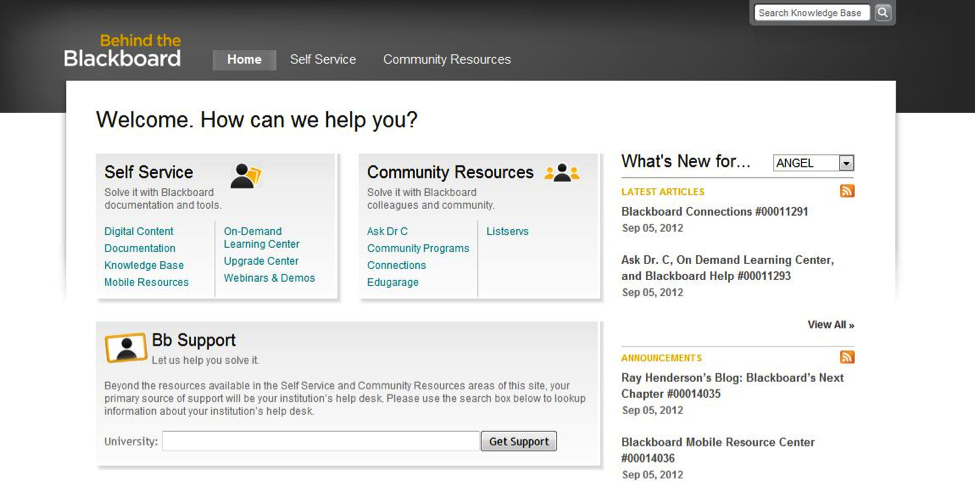 Search Knowledge Base
Behind the
Blackboard
Home
Self Service
Community Resources
Welcome. How can we help you?
Self Service
Solve it with Blackboard
documentation and tools.
Digital Content
Documentation
Knowledge Base
Mobile Resources
On-Demand
Learning Center
Upgrade Center
Webinars & Demos
Community Resources
Solve it with Blackboard
colleagues and community.
Ask Dr C
Community Programs
Connections
Edugarage
Listservs
Bb Support
Let us help you solve it.
Beyond the resources available in the Self Service and Community Resources areas of this site, your
primary source of support will be your institution's help desk. Please use the search box below to lookup
information about your institution's help desk.
University:
Get Support
What's New for...
ANGEL
LATEST ARTICLES
Blackboard Connections #00011291
Sep 05, 2012
Ask Dr. C, On Demand Learning Center,
and Blackboard Help #00011293
Sep 05, 2012
View All »
ANNOUNCEMENTS
Ray Henderson's Blog: Blackboard's Next
Chapter #00014035
Sep 05, 2012
Blackboard Mobile Resource Center
#00014036
Sep 05, 2012